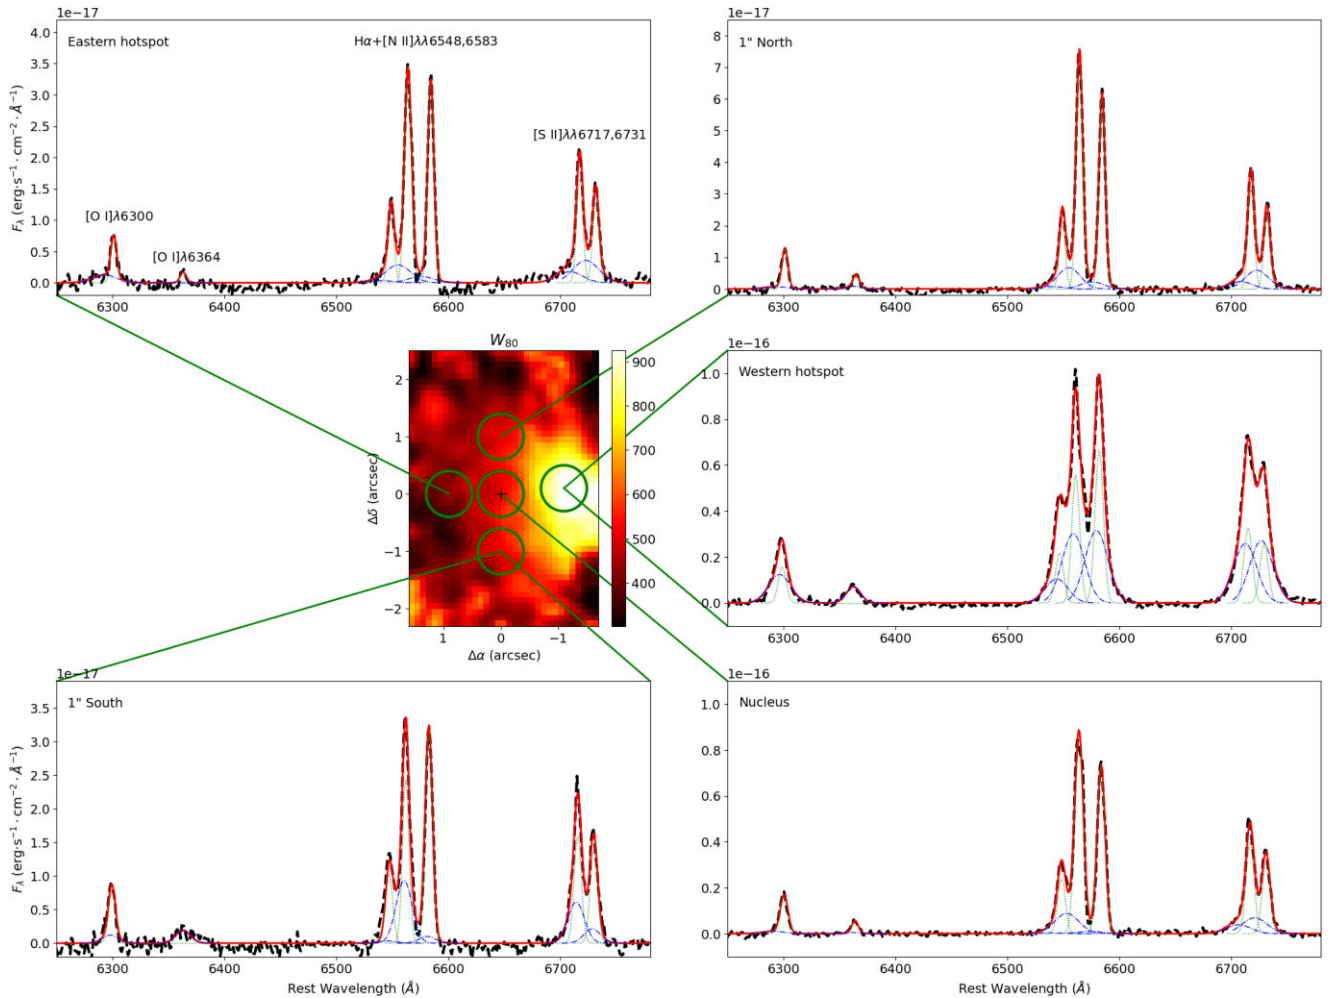 1e−17
Eastern hotspot
Hα+[N II]λλ6548,6583
[S II]λλ6717,6731
[O I]λ6300
[O I]λ6364
4.0
3.5
3.0
2.5
2.0
1.5
1.0
0.5
0.0
Fλ (erg·s⁻¹·cm⁻²·Å⁻¹)
6300 6400 6500 6600 6700
1e−17
1" North
8
7
6
5
4
3
2
1
0
6300 6400 6500 6600 6700
W₈₀
2
1
0
−1
−2
Δδ (arcsec)
1 0 −1
Δα (arcsec)
900
800
700
600
500
400
1e−16
Western hotspot
1.0
0.8
0.6
0.4
0.2
0.0
6300 6400 6500 6600 6700
1e−17
1" South
3.5
3.0
2.5
2.0
1.5
1.0
0.5
0.0
Fλ (erg·s⁻¹·cm⁻²·Å⁻¹)
6300 6400 6500 6600 6700
Rest Wavelength (Å)
1e−16
Nucleus
1.0
0.8
0.6
0.4
0.2
0.0
6300 6400 6500 6600 6700
Rest Wavelength (Å)